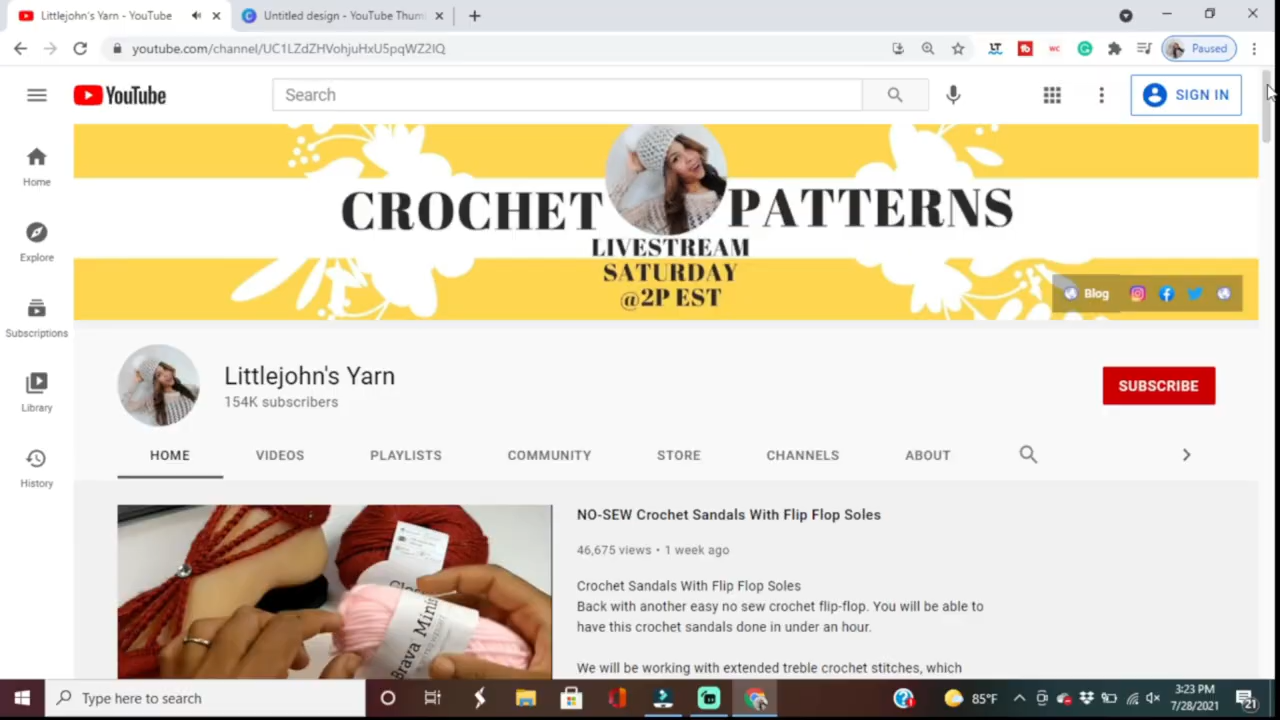 Littlejohn's Yarn - YouTube
Untitled design - YouTube Thum
youtube.com/channel/UC1LZdZHVohjuHxU5pqWZ2IQ
LT
WC
Paused
YouTube
Search
SIGN IN
Home
Explore
Subscriptions
Library
History
CROCHET PATTERNS
LIVESTREAM
SATURDAY
@2P EST
Blog
Littlejohn's Yarn
154K subscribers
SUBSCRIBE
HOME
VIDEOS
PLAYLISTS
COMMUNITY
STORE
CHANNELS
ABOUT
NO-SEW Crochet Sandals With Flip Flop Soles
46,675 views • 1 week ago
Crochet Sandals With Flip Flop Soles
Back with another easy no sew crochet flip-flop. You will be able to
have this crochet sandals done in under an hour.
We will be working with extended treble crochet stitches, which
Brava Mini
Type here to search
85°F
3:23 PM
7/28/2021
21